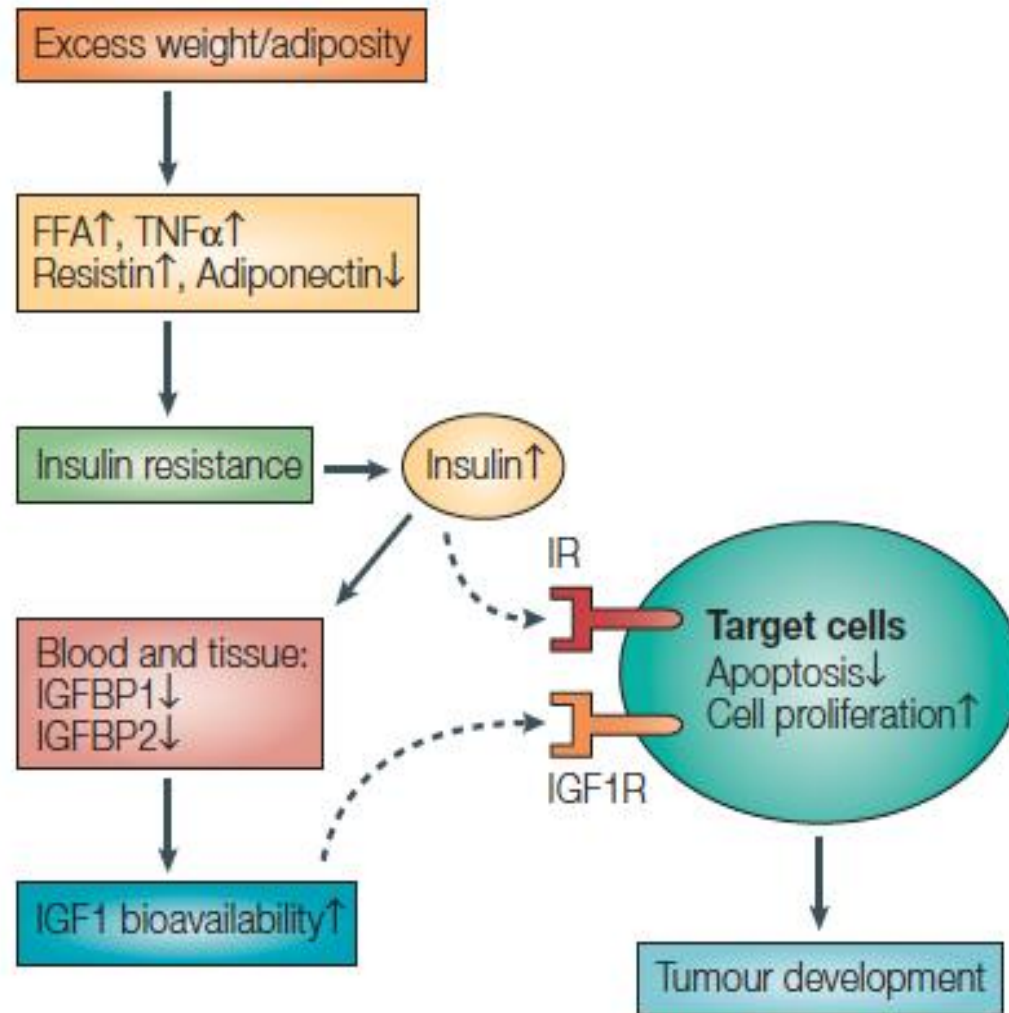 Excess weight/adiposity
FFA↑, TNFα↑
Resistin↑, Adiponectin↓
Insulin resistance
Insulin↑
IR
Target cells
Apoptosis↓
Cell proliferation↑
Blood and tissue:
IGFBP1↓
IGFBP2↓
IGF1R
IGF1 bioavailability↑
Tumour development